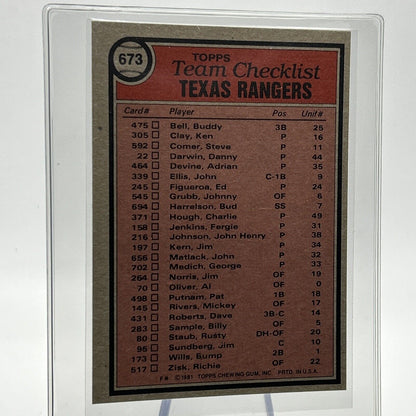 673
TOPPS
Team Checklist
TEXAS RANGERS
Card# Player Pos Unif#
475 □ Bell, Buddy 3B 25
305 □ Clay, Ken P 44
592 □ Comer, Steve P 11
22 □ Darwin, Danny P 44
464 □ Devine, Adrian P 35
339 □ Ellis, John C-1B 9
245 □ Figueroa, Ed P 24
545 □ Grubb, Johnny OF 6
694 □ Harrelson, Bud SS 7
371 □ Hough, Charlie P 49
158 □ Jenkins, Fergie P 31
216 □ Johnson, John Henry P 38
197 □ Kern, Jim P 34
656 □ Matlack, John P 32
702 □ Medich, George P 33
264 □ Norris, Jim OF 19
70 □ Oliver, Al OF 0
498 □ Putnam, Pat 1B 18
145 □ Rivers, Mickey OF 17
431 □ Roberts, Dave 3B-C 14
283 □ Sample, Billy OF 5
80 □ Staub, Rusty DH-OF 20
95 □ Sundberg, Jim C 10
173 □ Wills, Bump 2B 1
517 □ Zisk, Richie OF 22
F* © 1981 TOPPS CHEWING GUM, INC. PRTD. IN U.S.A.